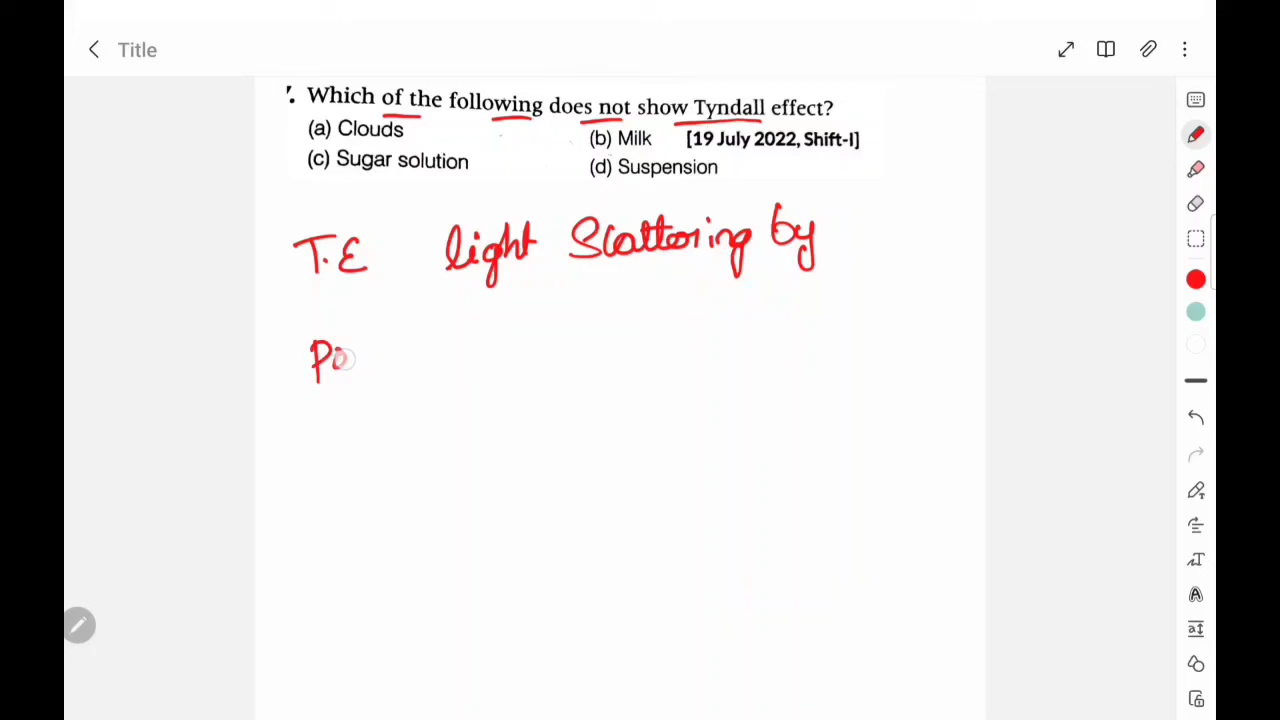 Title
Which of the following does not show Tyndall effect?
(a) Clouds
(b) Milk [19 July 2022, Shift-I]
(c) Sugar solution
(d) Suspension
T.E light Scattering by